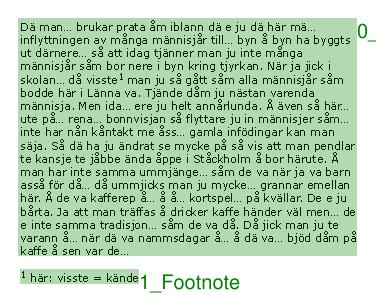 Dä man... brukar prata åm iblann dä e ju dä här mä...
inflyttningen av många männisjår till... byn å byn ha byggts
ut därnere... så att idag tjänner man ju inte många
männisjår såm bor nere i byn kring tjyrkan. När ja jick i
skolan... då visste¹ man ju så gått såm alla männisjår såm
bodde här i Länna va. Tjände dåm ju nästan varenda
männisja. Men ida... ere ju helt annårlunda. Å även så här...
ute på... rena... bonnvisjan så flyttare ju in männisjer såm...
inte har nån kåntakt me åss... gamla infödingar kan man
säja. Så dä ha ju ändrat se mycke på så vis att man pendlar
te kansje te jåbbe ända åppe i Ståckholm å bor härute. Å
man har inte samma ummjänge... såm de va när ja va barn
asså för då... då ummjicks man ju mycke... grannar emellan
här. Å de va kafferep å... å å... kortspel... på kvällar. De e ju
bårta. Ja att man träffas å dricker kaffe händer väl men... de
e inte samma tradisjon... såm de va då. Då jick man ju te
varann å... när dä va nammsdagar å... å dä va... bjöd dåm på
kaffe å sen var de...
0_
¹ här: visste = kände
1_Footnote